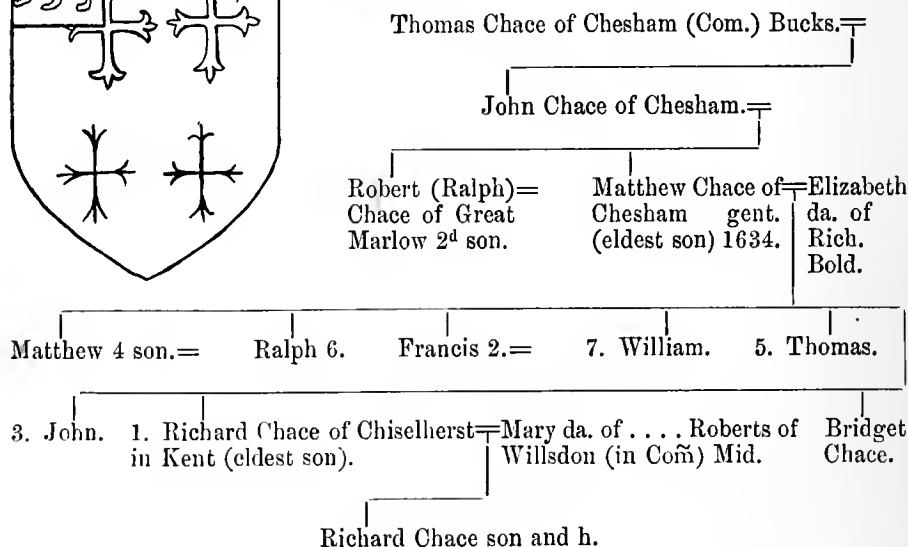 Thomas Chace of Chesham (Com.) Bucks.=
John Chace of Chesham.=
Robert (Ralph)=
Chace of Great
Marlow 2d son.
Matthew Chace of=Elizabeth
Chesham gent. da. of
(eldest son) 1634. Rich.
Bold.
Matthew 4 son.= Ralph 6. Francis 2.= 7. William. 5. Thomas.
3. John. 1. Richard Chace of Chiselherst=Mary da. of . . . . Roberts of Bridget
in Kent (eldest son). Willsdon (in Com̃) Mid. Chace.
Richard Chace son and h.